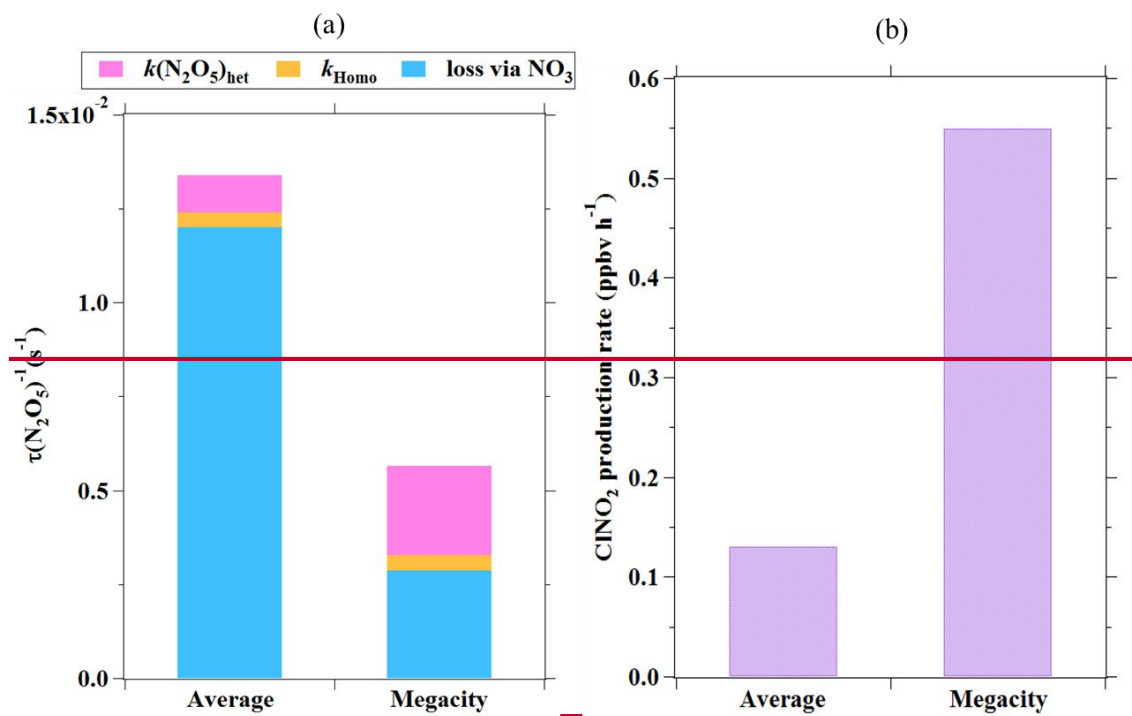 (a)
k(N₂O₅)het kHomo loss via NO₃
1.5x10⁻²
1.0
0.5
0.0
τ(N₂O₅)⁻¹ (s⁻¹)
Average Megacity
(b)
0.6
0.5
0.4
0.3
0.2
0.1
0.0
ClNO₂ production rate (ppbv h⁻¹)
Average Megacity